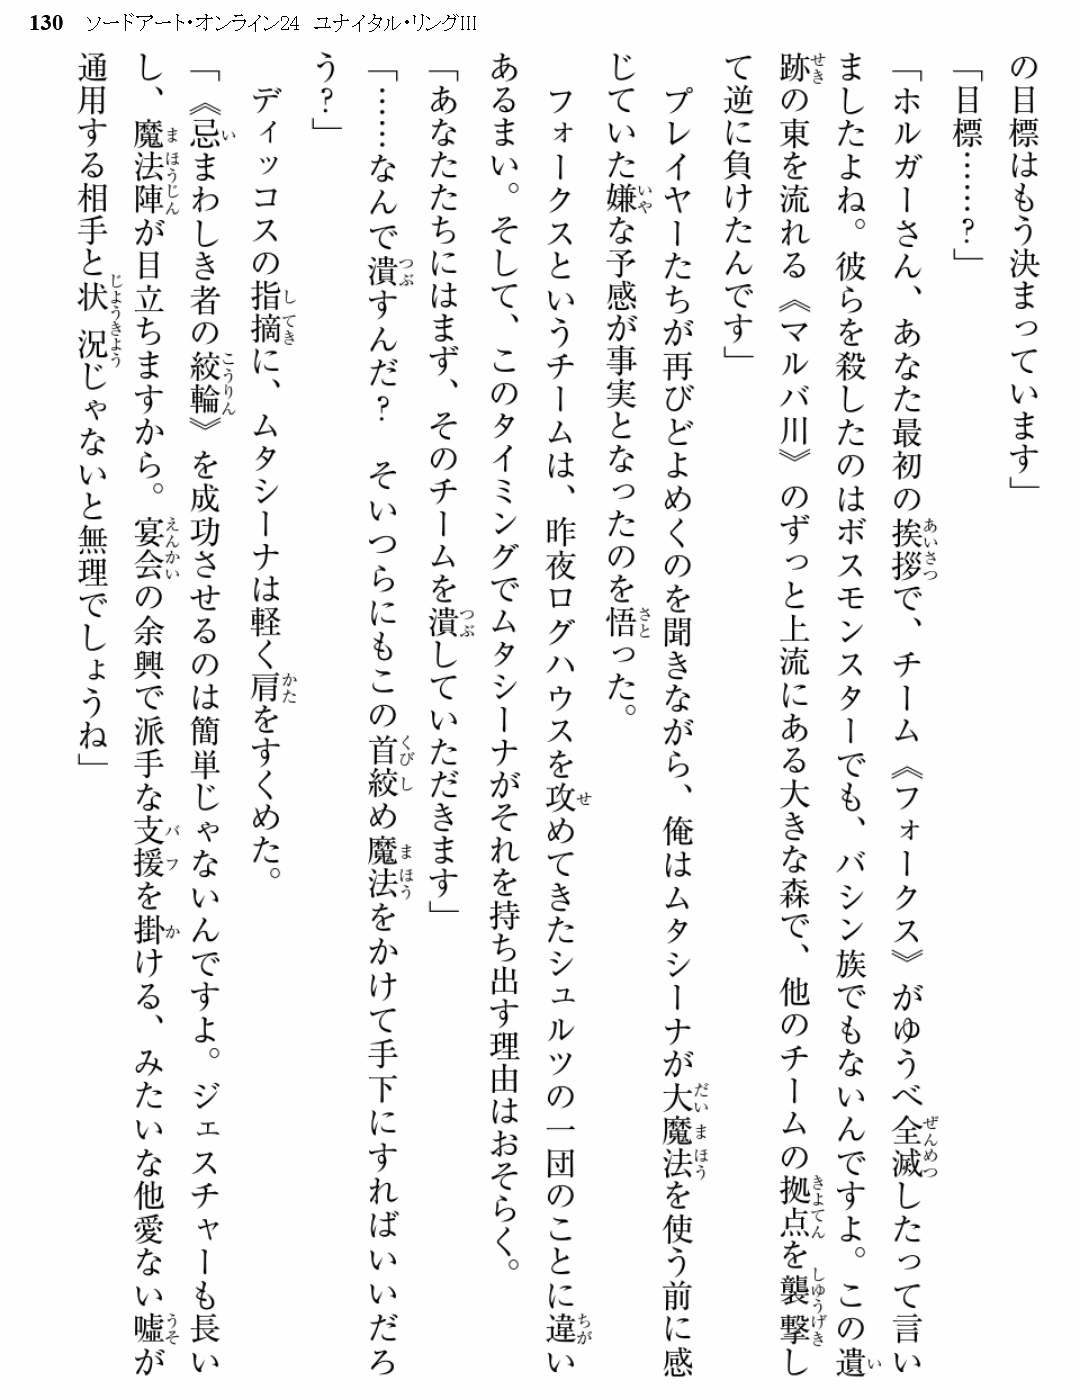 130 ソードアート・オンライン24 ユナイタル・リングIII
の目標はもう決まっています」
「目標……？」
「ホルガーさん、あなた最初の挨拶で、チーム《フォークス》がゆうべ全滅したって言い
ましたよね。彼らを殺したのはボスモンスターでも、バシン族でもないんですよ。この遺
跡の東を流れる《マルバ川》のずっと上流にある大きな森で、他のチームの拠点を襲撃し
て逆に負けたんです」
プレイヤーたちが再びどよめくのを聞きながら、俺はムタシーナが大魔法を使う前に感
じていた嫌な予感が事実となったのを悟った。
フォークスというチームは、昨夜ログハウスを攻めてきたシュルツの一団のことに違い
あるまい。そして、このタイミングでムタシーナがそれを持ち出す理由はおそらく。
「あなたたちにはまず、そのチームを潰していただきます」
「……なんで潰すんだ？　そいつらにもこの首絞め魔法をかけて手下にすればいいだろ
う？」
ディッコスの指摘に、ムタシーナは軽く肩をすくめた。
「《忌まわしき者の絞輪》を成功させるのは簡単じゃないんですよ。ジェスチャーも長い
し、魔法陣が目立ちますから。宴会の余興で派手な支援を掛ける、みたいな他愛ない嘘が
通用する相手と状況じゃないと無理でしょうね」